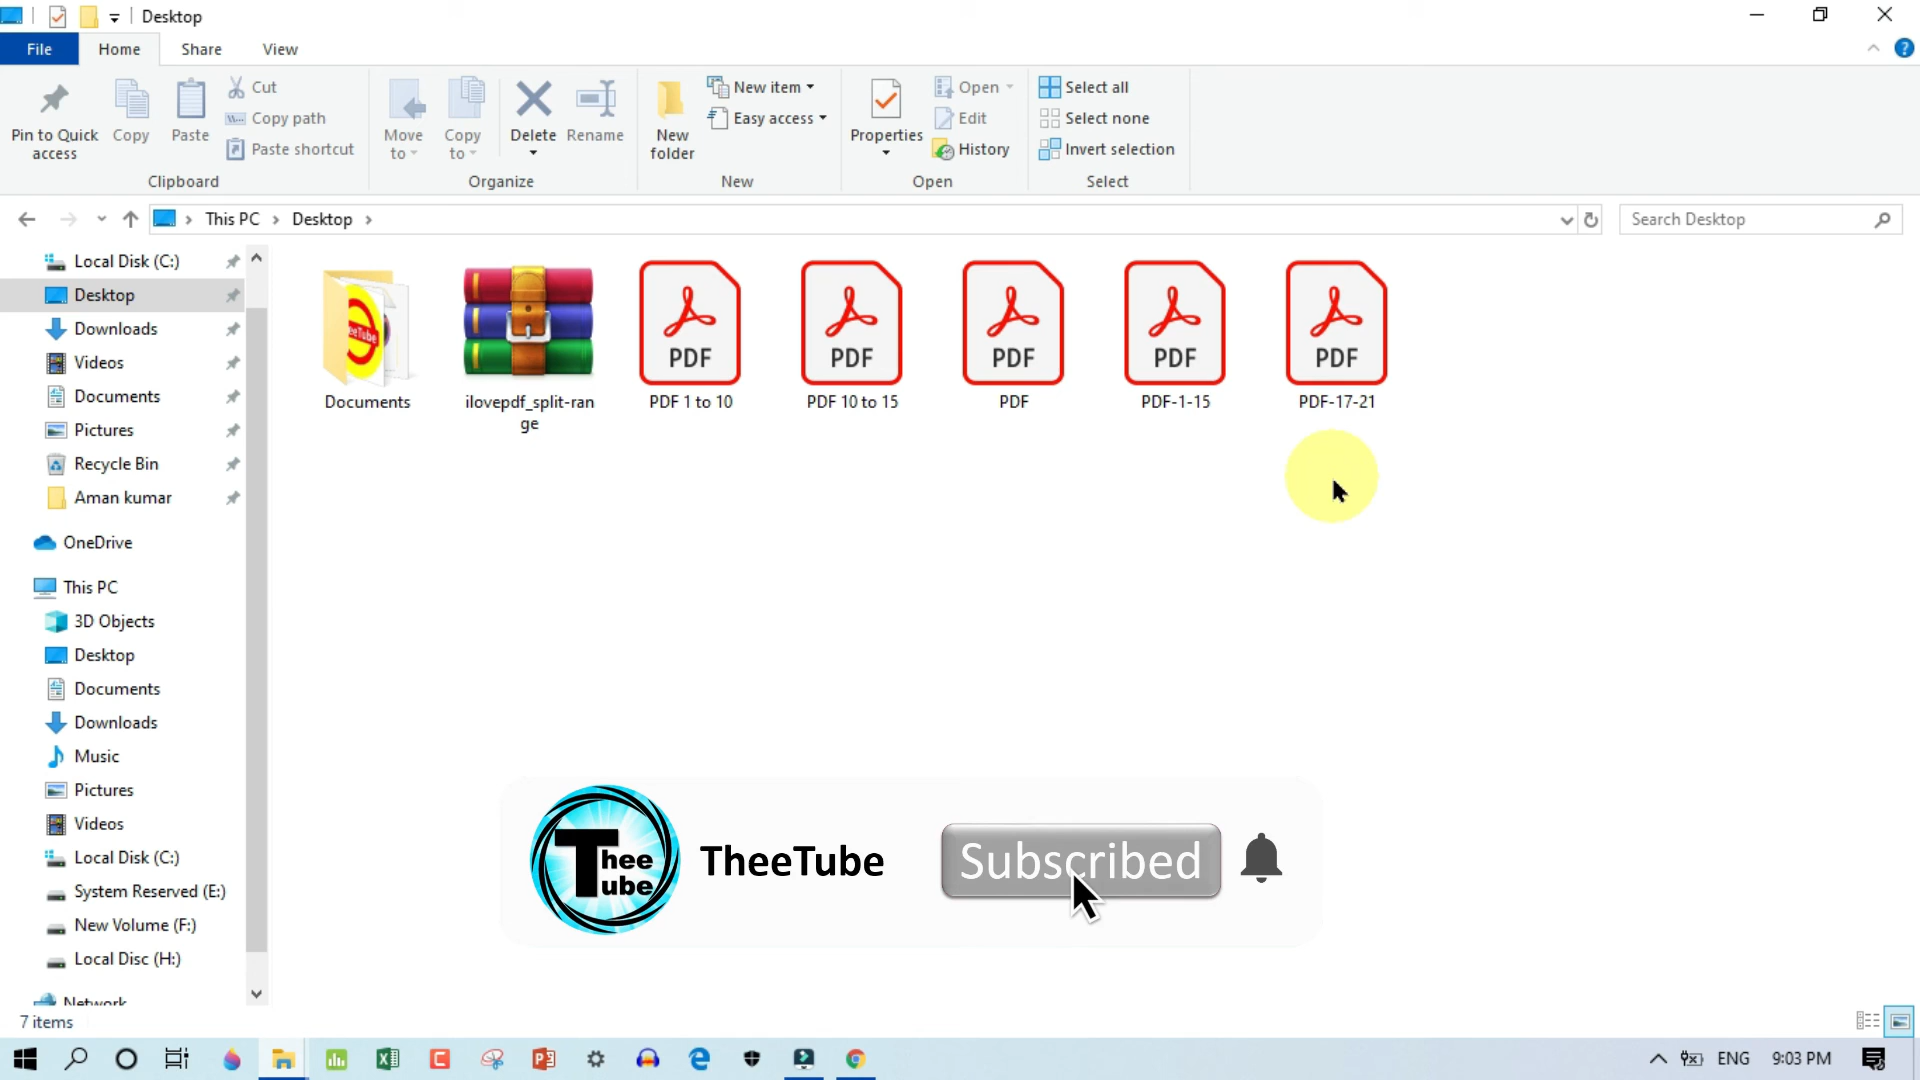 Desktop
File Home Share View
Pin to Quick access
Copy
Paste
Cut
Copy path
Paste shortcut
Clipboard
Move to
Copy to
Delete
Rename
Organize
New folder
New item
Easy access
New
Properties
Open
Edit
History
Open
Select all
Select none
Invert selection
Select
This PC Desktop
Search Desktop
Local Disk (C:)
Desktop
Downloads
Videos
Documents
Pictures
Recycle Bin
Aman kumar
OneDrive
This PC
3D Objects
Desktop
Documents
Downloads
Music
Pictures
Videos
Local Disk (C:)
System Reserved (E:)
New Volume (F:)
Local Disc (H:)
Network
PDF PDF PDF PDF PDF
Documents
ilovepdf_split-ran
ge
PDF 1 to 10
PDF 10 to 15
PDF
PDF-1-15
PDF-17-21
Thee
Tube
TheeTube
Subscribed
7 items
ENG 9:03 PM